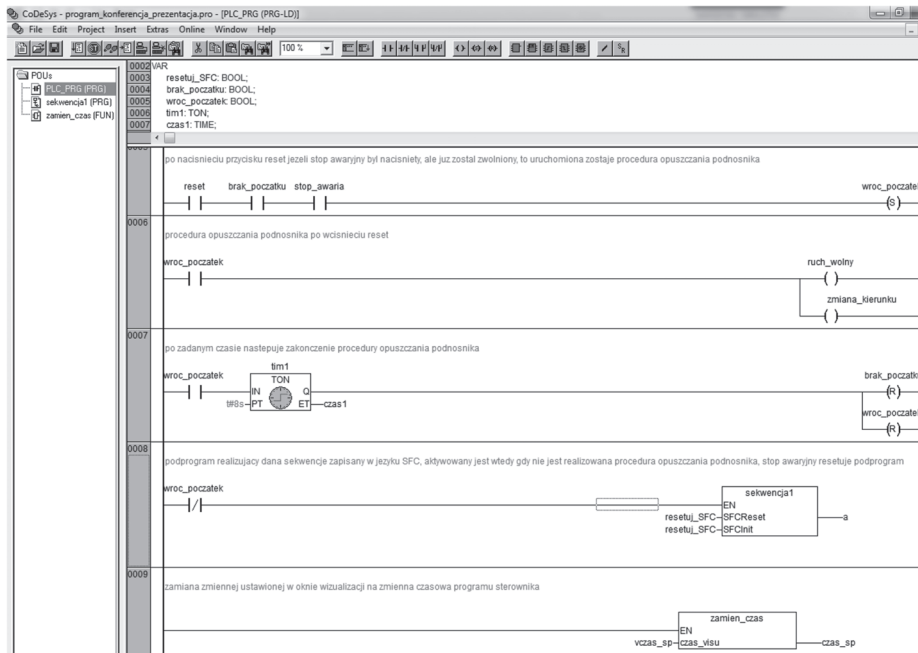 CoDeSys - program_konferencja_prezentacja.pro - [PLC_PRG (PRG-LD)]
File Edit Project Insert Extras Online Window Help
100 %
POUs
PLC_PRG (PRG)
sekwencja1 (PRG)
zamien_czas (FUN)
0002 VAR
0003 resetuj_SFC: BOOL;
0004 brak_poczatku: BOOL;
0005 wroc_poczatek: BOOL;
0006 tim1: TON;
0007 czas1: TIME;
0005
po nacisnieciu przycisku reset jezeli stop awaryjny byl nacisniety, ale juz zostal zwolniony, to uruchomiona zostaje procedura opuszczania podnosnika
reset brak_poczatku stop_awaria wroc_poczatek
S
0006
procedura opuszczania podnosnika po wcisnieciu reset
wroc_poczatek ruch_wolny
zmiana_kierunku
0007
po zadanym czasie nastepuje zakonczenie procedury opuszczania podnosnika
tim1
wroc_poczatek TON brak_poczatk
IN Q R
t#8s PT ET czas1
wroc_poczate
R
0008
podprogram realizujacy dana sekwencje zapisany w jezyku SFC, aktywowany jest wtedy gdy nie jest realizowana procedura opuszczania podnosnika, stop awaryjny resetuje podprogram
wroc_poczatek sekwencja1
EN
resetuj_SFC SFCReset a
resetuj_SFC SFCInit
0009
zamiana zmiennej ustawionej w oknie wizualizacji na zmienna czasowa programu sterownika
zamien_czas
EN
vczas_sp czas_visu czas_sp